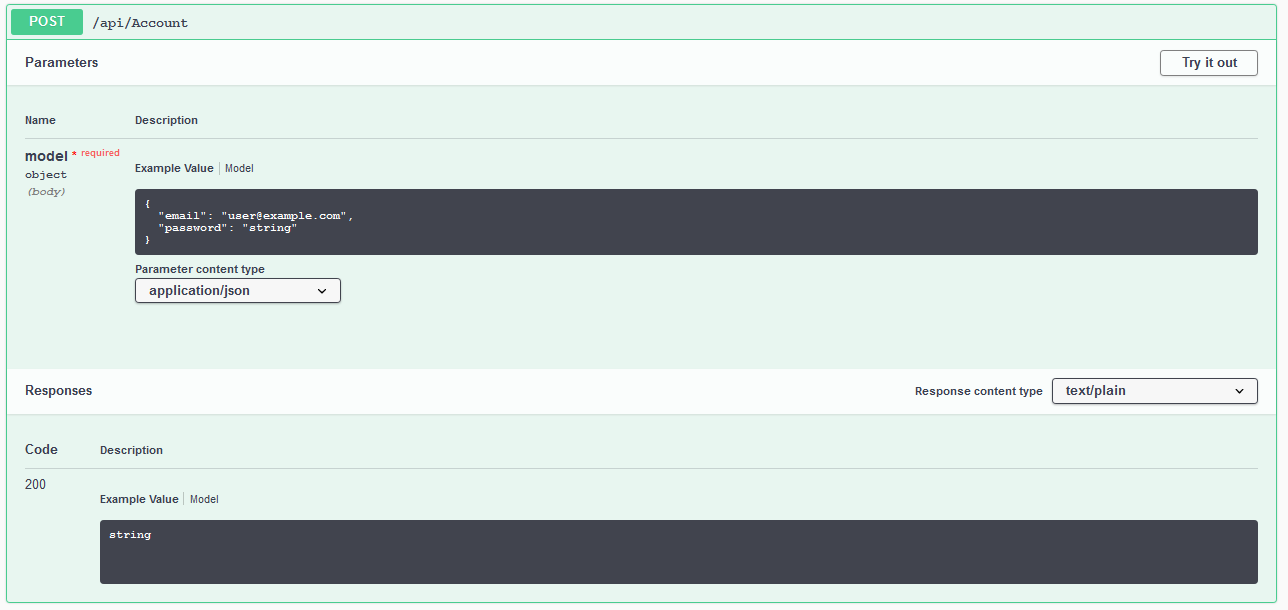 POST /api/Account
Parameters
Try it out
Name Description
model * required
object
(body)
Example Value Model
{
  "email": "user@example.com",
  "password": "string"
}
Parameter content type
application/json
Responses
Response content type text/plain
Code Description
200
Example Value Model
string